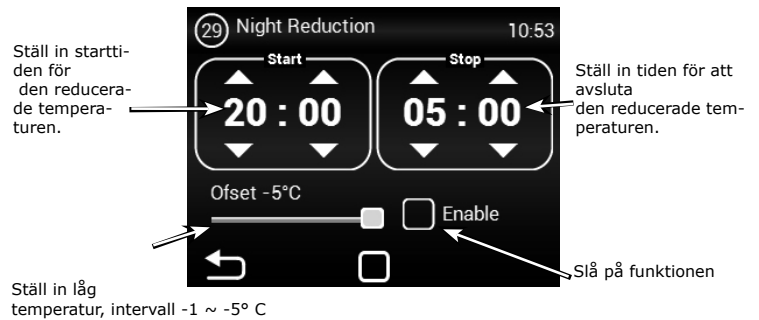 29 Night Reduction 10:53
Ställ in startti-
den för
den reducera-
de tempera-
turen.
Start
20 : 00
Stop
05 : 00
Ställ in tiden för att
avsluta
den reducerade tem-
peraturen.
Ofset -5°C
Enable
Slå på funktionen
Ställ in låg
temperatur, intervall -1 ~ -5° C